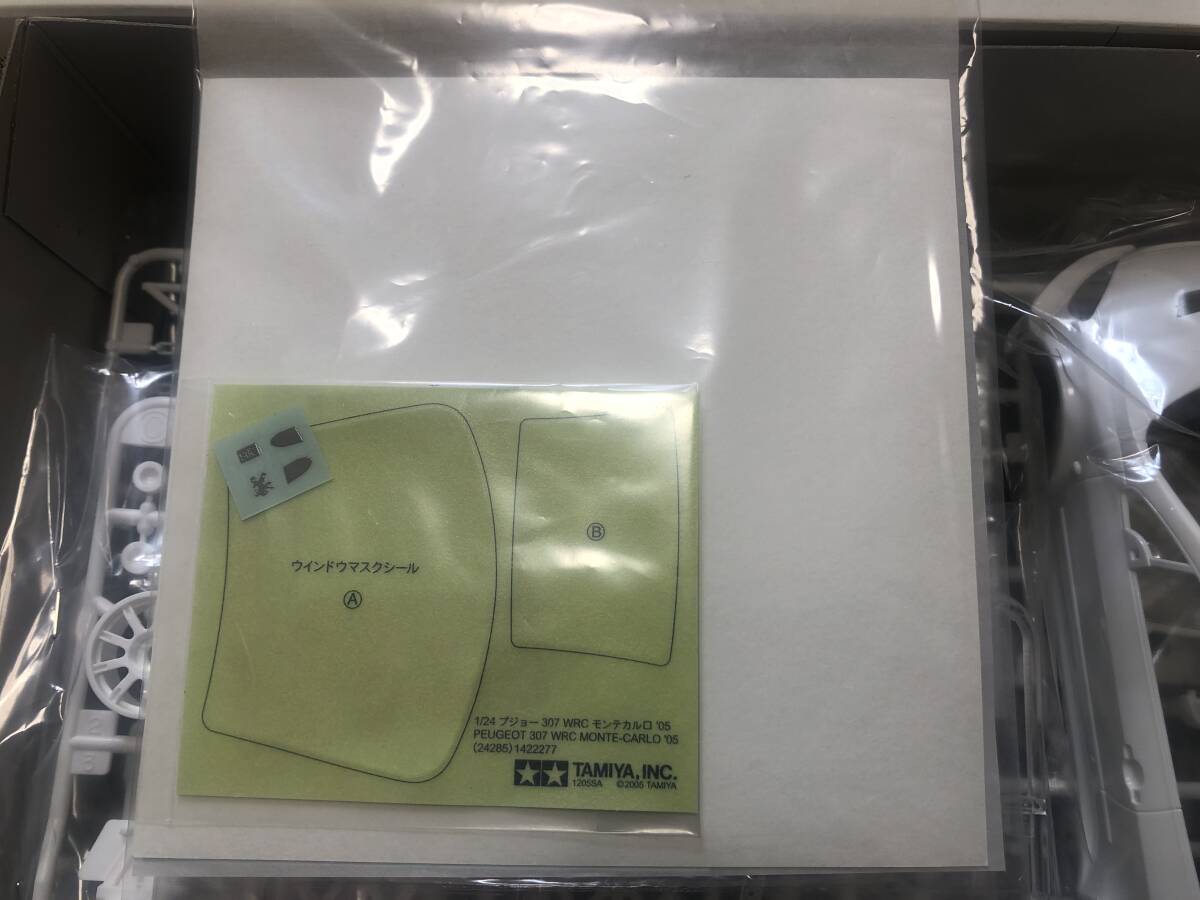 ウインドウマスクシール
Ⓐ
Ⓑ
1/24 プジョー 307 WRC モンテカルロ '05
PEUGEOT 307 WRC MONTE-CARLO '05
(24285)1422277
TAMIYA, INC.
1205SA ©2005 TAMIYA
2
3